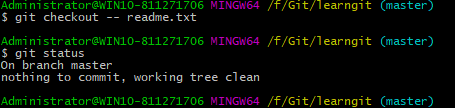 Administrator@WIN10-811271706 MINGW64 /f/Git/learngit (master)
$ git checkout -- readme.txt
Administrator@WIN10-811271706 MINGW64 /f/Git/learngit (master)
$ git status
On branch master
nothing to commit, working tree clean
Administrator@WIN10-811271706 MINGW64 /f/Git/learngit (master)